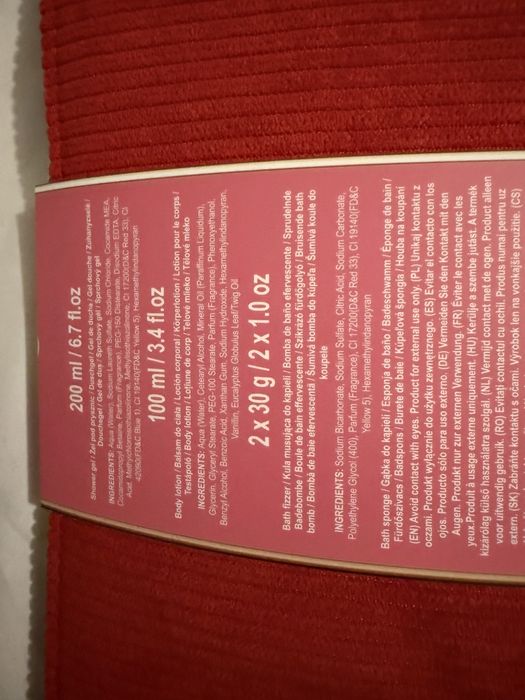 200 ml / 6.7 fl.oz
Shower gel / Żel pod prysznic / Duschgel / Gel de ducha / Gel douche / Zuhanyzselé /
Douchegel / Gel de duș / Sprchový gel / Sprchový gel
INGREDIENTS: Aqua (Water), Sodium Laureth Sulfate, Sodium Chloride, Cocamide MEA,
Cocamidopropyl Betaine, Parfum (Fragrance), PEG-150 Distearate, Disodium EDTA, Citric
Acid, Methylchloroisothiazolinone, Methylisothiazolinone, CI 17200(D&C Red 33), CI
42090(FD&C Blue 1), CI 19140(FD&C Yellow 5), Hexamethylindanopyran
100 ml / 3.4 fl.oz
Body lotion / Balsam do ciała / Loción corporal / Körperlotion / Lotion pour le corps /
Testápoló / Body lotion / Loțiune de corp / Telové mlieko / Tělové mléko
INGREDIENTS: Aqua (Water), Cetearyl Alcohol, Mineral Oil (Paraffinum Liquidum),
Glycerin, Glyceryl Stearate, PEG-100 Stearate, Parfum (Fragrance), Phenoxyethanol,
Benzyl Alcohol, Benzoic Acid, Xanthan Gum, Sodium Hydroxide, Hexamethylindanopyran,
Vanillin, Eucalyptus Globulus Leaf/Twig Oil
2 x 30 g / 2 x 1.0 oz
Bath fizzer / Kula musująca do kąpieli / Bomba de baño efervescente / Sprudelnde
Badebombe / Boule de bain effervescente / Szikrázó fürdőgolyó / Bruisende bath
bomb / Bomba de baie efervescentă / Šumivá bomba do kúpeľa / Šumivá koule do
koupele
INGREDIENTS: Sodium Bicarbonate, Sodium Sulfate, Citric Acid, Sodium Carbonate,
Polyethylene Glycol (400), Parfum (Fragrance), CI 17200(D&C Red 33), CI 19140(FD&C
Yellow 5), Hexamethylindanopyran
Bath sponge / Gąbka do kąpieli / Esponja de baño / Badeschwamm / Éponge de bain /
Fürdőszivacs / Badspons / Burete de baie / Kúpeľová špongia / Houba na koupání
(EN) Avoid contact with eyes. Product for external use only. (PL) Unikaj kontaktu z
oczami. Produkt wyłącznie do użytku zewnętrznego. (ES) Evitar el contacto con los
ojos. Producto sólo para uso externo. (DE) Vermeiden Sie den Kontakt mit den
Augen. Produkt nur zur externen Verwendung. (FR) Éviter le contact avec les
yeux.Produit à usage externe uniquement. (HU) Kerülje a szembe jutást. A termék
kizárólag külső használatra szolgál. (NL) Vermijd contact met de ogen. Product alleen
voor uitwendig gebruik. (RO) Evitați contactul cu ochii. Produs numai pentru uz
extern. (SK) Zabráňte kontaktu s očami. Výrobok len na vonkajšie použitie. (CS)